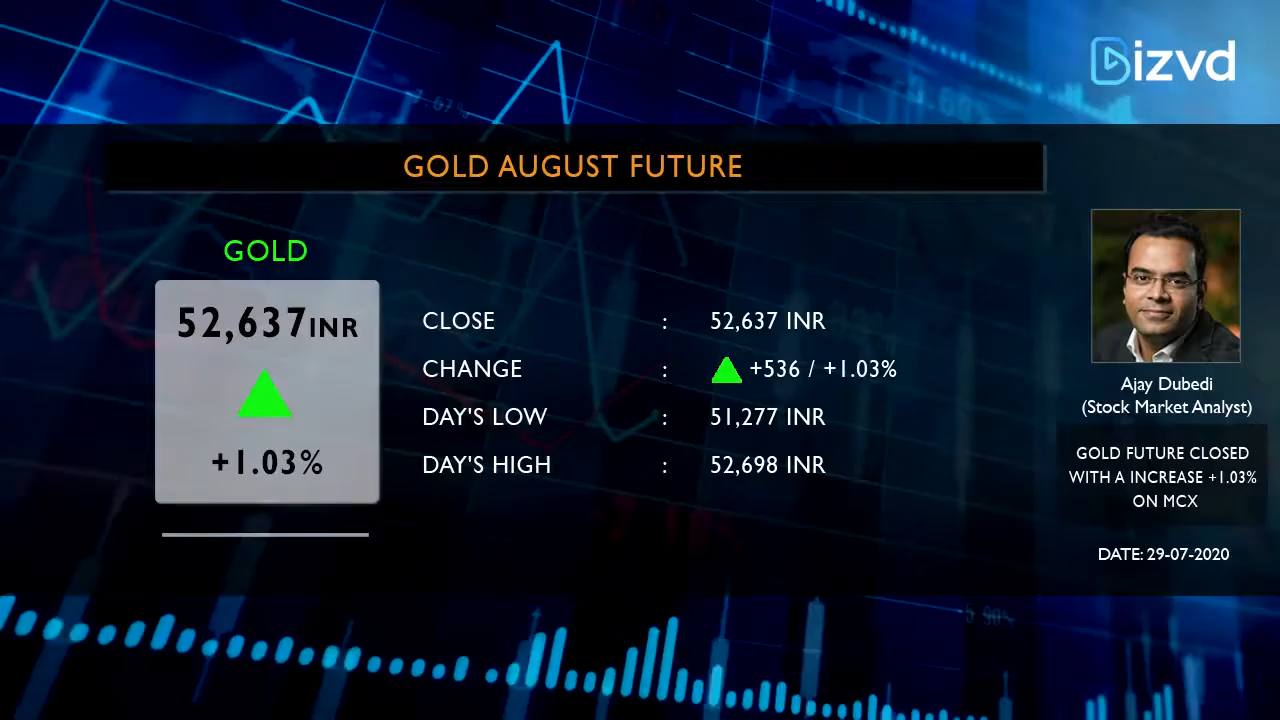 Bizvd
GOLD AUGUST FUTURE
GOLD
52,637INR
+1.03%
CLOSE : 52,637 INR
CHANGE : +536 / +1.03%
DAY'S LOW : 51,277 INR
DAY'S HIGH : 52,698 INR
Ajay Dubedi
(Stock Market Analyst)
GOLD FUTURE CLOSED
WITH A INCREASE +1.03%
ON MCX
DATE: 29-07-2020